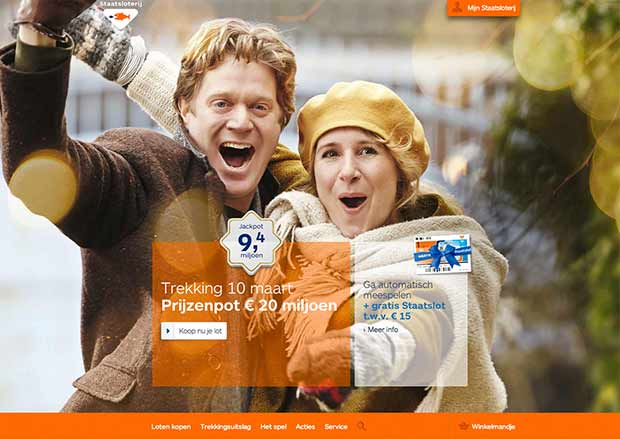 Staatsloterij
Mijn Staatsloterij
Jackpot
9,4
miljoen
Trekking 10 maart
Prijzenpot € 20 miljoen
Koop nu je lot
GRATIS
Ga automatisch
meespelen
+ gratis Staatslot
t.w.v. € 15
› Meer info
Loten kopen Trekkingsuitslag Het spel Acties Service Winkelmandje